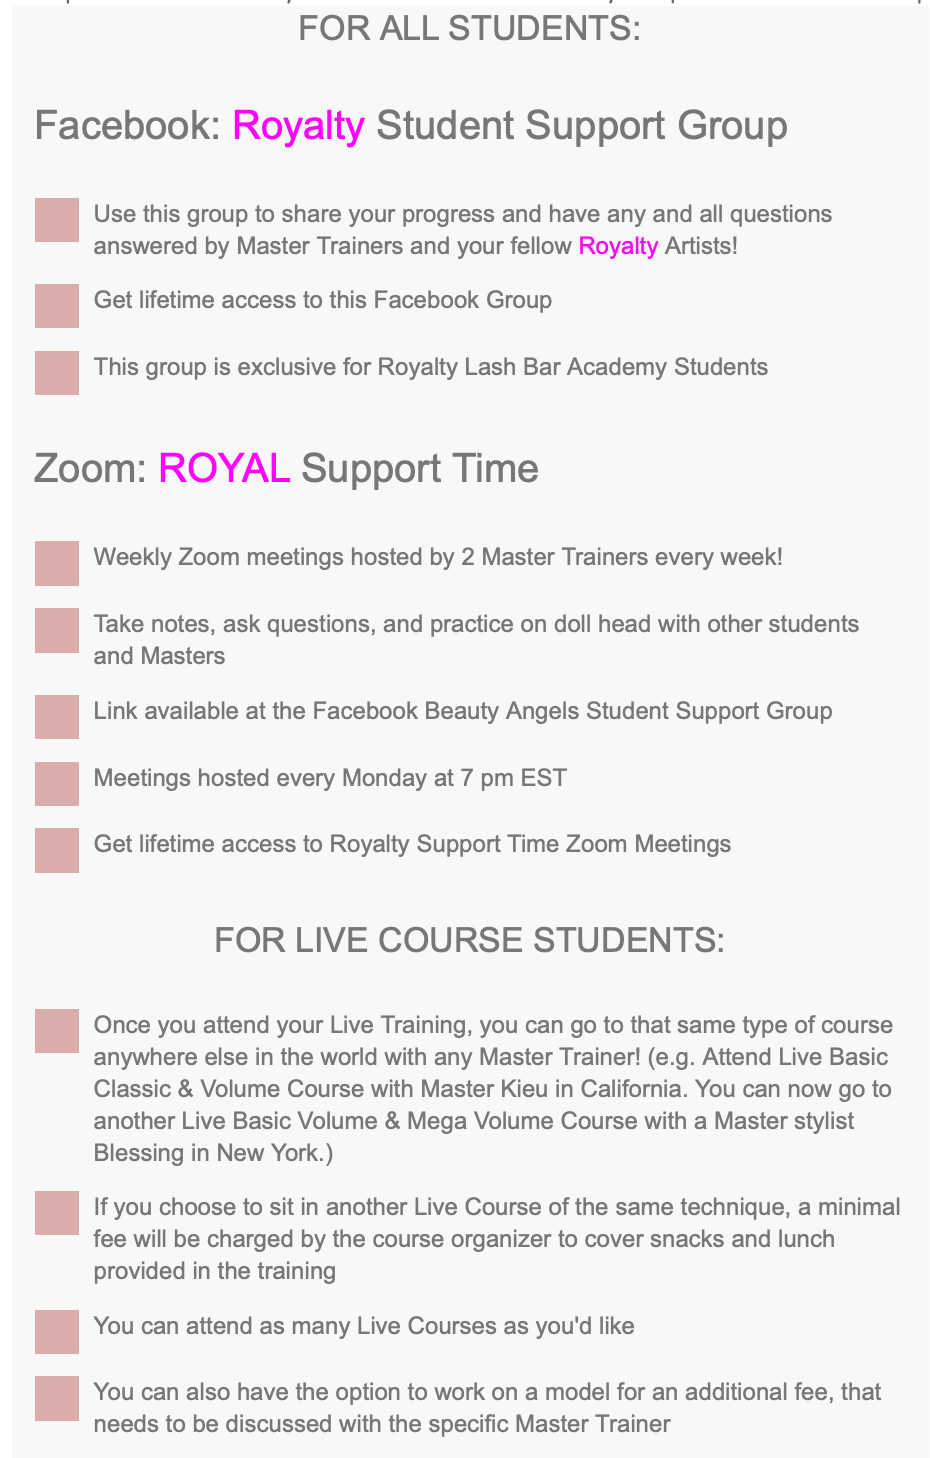 FOR ALL STUDENTS:
Facebook: Royalty Student Support Group
Use this group to share your progress and have any and all questions
answered by Master Trainers and your fellow Royalty Artists!
Get lifetime access to this Facebook Group
This group is exclusive for Royalty Lash Bar Academy Students
Zoom: ROYAL Support Time
Weekly Zoom meetings hosted by 2 Master Trainers every week!
Take notes, ask questions, and practice on doll head with other students
and Masters
Link available at the Facebook Beauty Angels Student Support Group
Meetings hosted every Monday at 7 pm EST
Get lifetime access to Royalty Support Time Zoom Meetings
FOR LIVE COURSE STUDENTS:
Once you attend your Live Training, you can go to that same type of course
anywhere else in the world with any Master Trainer! (e.g. Attend Live Basic
Classic & Volume Course with Master Kieu in California. You can now go to
another Live Basic Volume & Mega Volume Course with a Master stylist
Blessing in New York.)
If you choose to sit in another Live Course of the same technique, a minimal
fee will be charged by the course organizer to cover snacks and lunch
provided in the training
You can attend as many Live Courses as you'd like
You can also have the option to work on a model for an additional fee, that
needs to be discussed with the specific Master Trainer